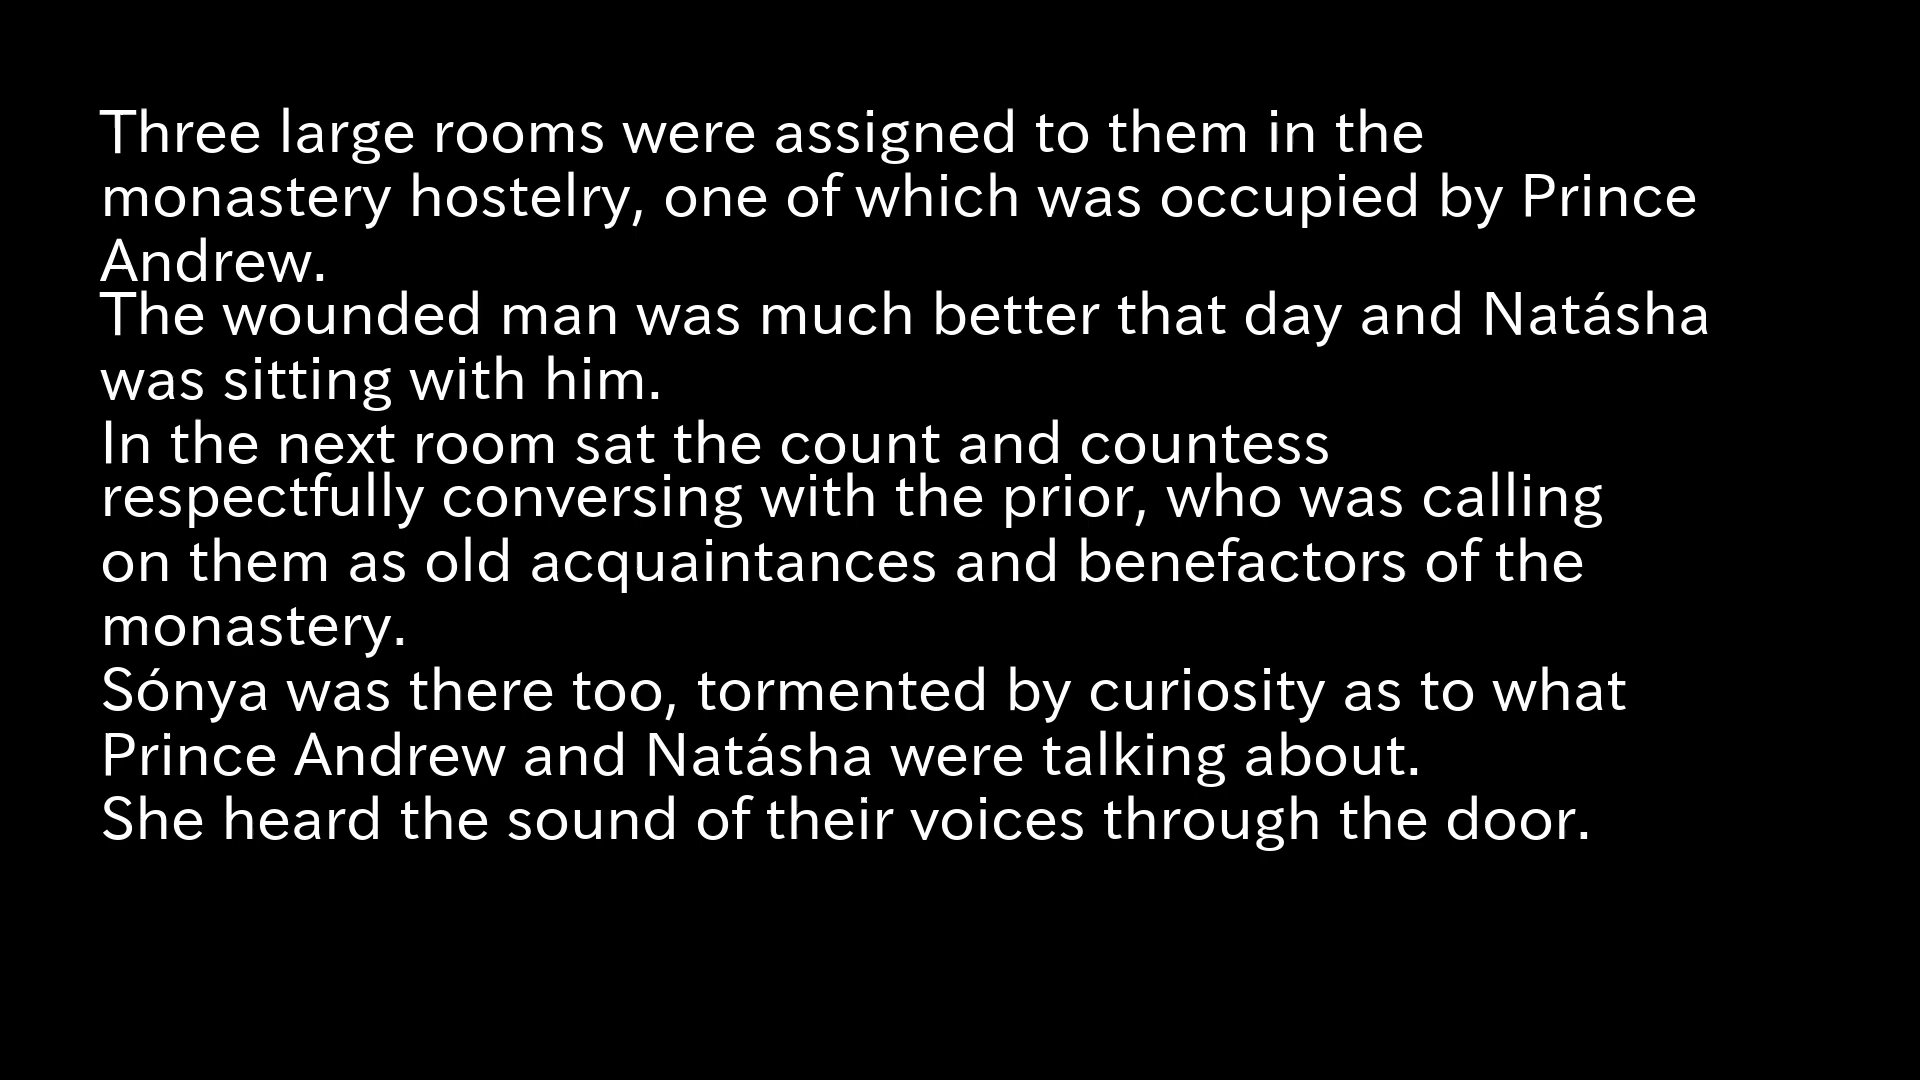 Three large rooms were assigned to them in the
monastery hostelry, one of which was occupied by Prince
Andrew.
The wounded man was much better that day and Natásha
was sitting with him.
In the next room sat the count and countess
respectfully conversing with the prior, who was calling
on them as old acquaintances and benefactors of the
monastery.
Sónya was there too, tormented by curiosity as to what
Prince Andrew and Natásha were talking about.
She heard the sound of their voices through the door.